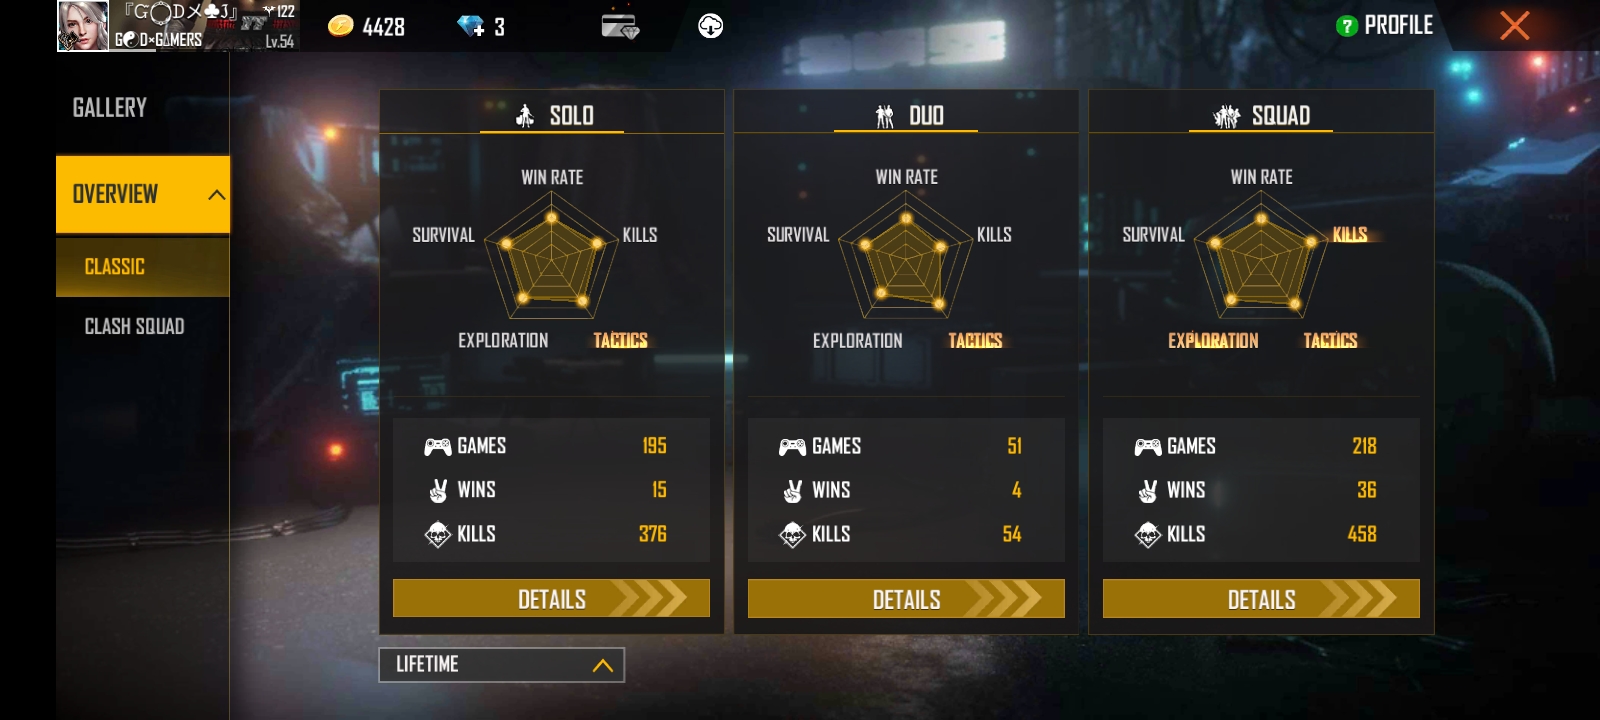 『G◯D乄♣J』 122
G☯D×GAMERS Lv.54
4428
3
? PROFILE
GALLERY
OVERVIEW
CLASSIC
CLASH SQUAD
SOLO
WIN RATE
SURVIVAL
KILLS
EXPLORATION
TACTICS
GAMES 195
WINS 15
KILLS 376
DETAILS
DUO
WIN RATE
SURVIVAL
KILLS
EXPLORATION
TACTICS
GAMES 51
WINS 4
KILLS 54
DETAILS
SQUAD
WIN RATE
SURVIVAL
KILLS
EXPLORATION
TACTICS
GAMES 218
WINS 36
KILLS 458
DETAILS
LIFETIME